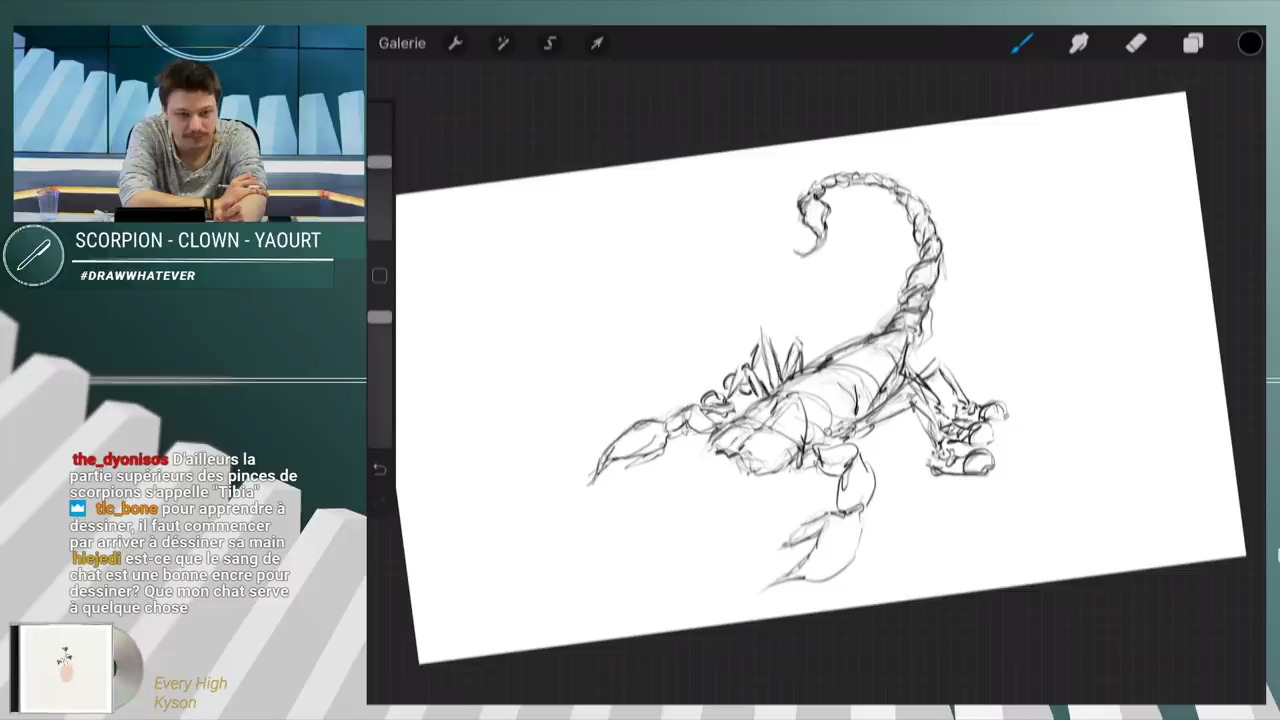 Galerie
SCORPION - CLOWN - YAOURT
#DRAWWHATEVER
the_dyonisos D'ailleurs la
partie supérieurs des pinces de
scorpions s'appelle "Tibia"
tlc_bone pour apprendre à
dessiner, il faut commencer
par arriver à déssiner sa main
hlejedi est-ce que le sang de
chat est une bonne encre pour
dessiner? Que mon chat serve
à quelque chose
Every High
Kyson